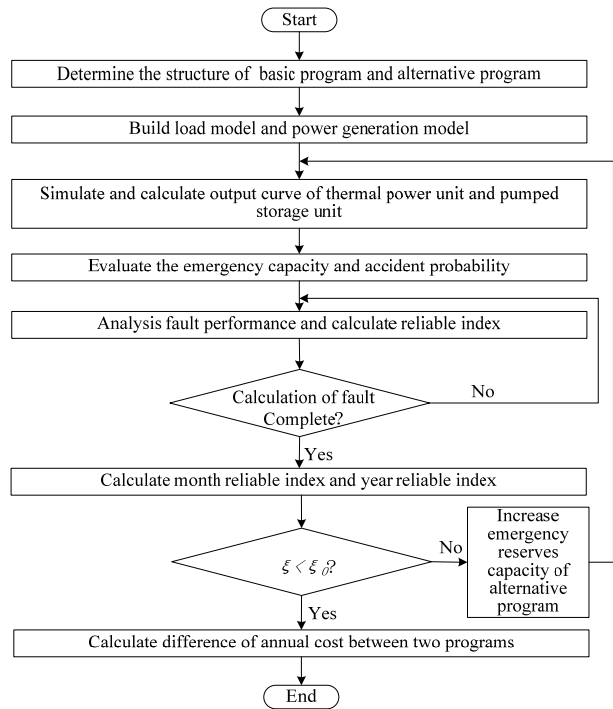 Start
Determine the structure of basic program and alternative program
Build load model and power generation model
Simulate and calculate output curve of thermal power unit and pumped
storage unit
Evaluate the emergency capacity and accident probability
Analysis fault performance and calculate reliable index
Calculation of fault
Complete?
No
Yes
Calculate month reliable index and year reliable index
ξ < ξ₀?
No
Increase
emergency
reserves
capacity of
alternative
program
Yes
Calculate difference of annual cost between two programs
End